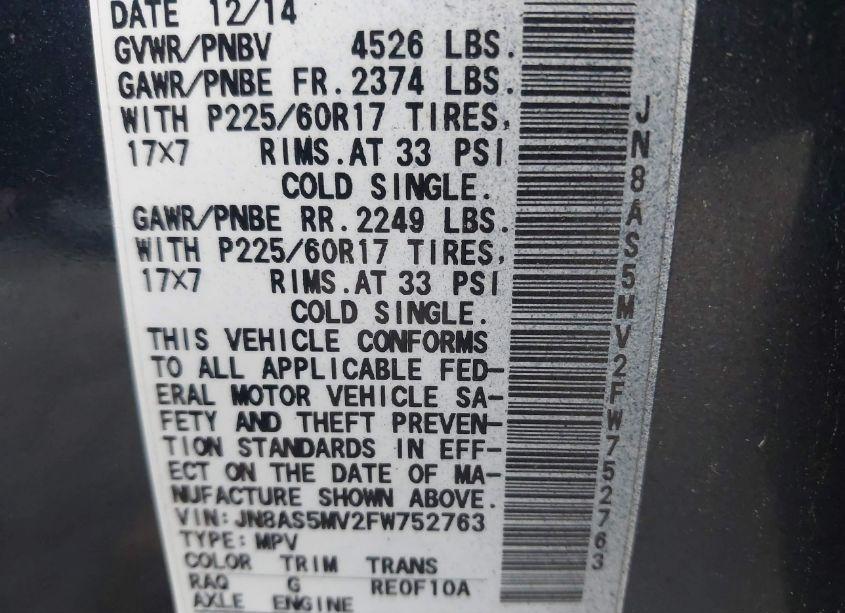 DATE 12/14
GVWR/PNBV 4526 LBS.
GAWR/PNBE FR. 2374 LBS.
WITH P225/60R17 TIRES,
17X7 RIMS. AT 33 PSI
COLD SINGLE.
GAWR/PNBE RR. 2249 LBS.
WITH P225/60R17 TIRES,
17X7 RIMS. AT 33 PSI
COLD SINGLE.
THIS VEHICLE CONFORMS
TO ALL APPLICABLE FED-
ERAL MOTOR VEHICLE SA-
FETY AND THEFT PREVEN-
TION STANDARDS IN EFF-
ECT ON THE DATE OF MA-
NUFACTURE SHOWN ABOVE.
VIN:JN8AS5MV2FW752763
TYPE:MPV
COLOR TRIM TRANS
RAQ G RE0F10A
AXLE ENGINE
JN8AS5MV2FW752763